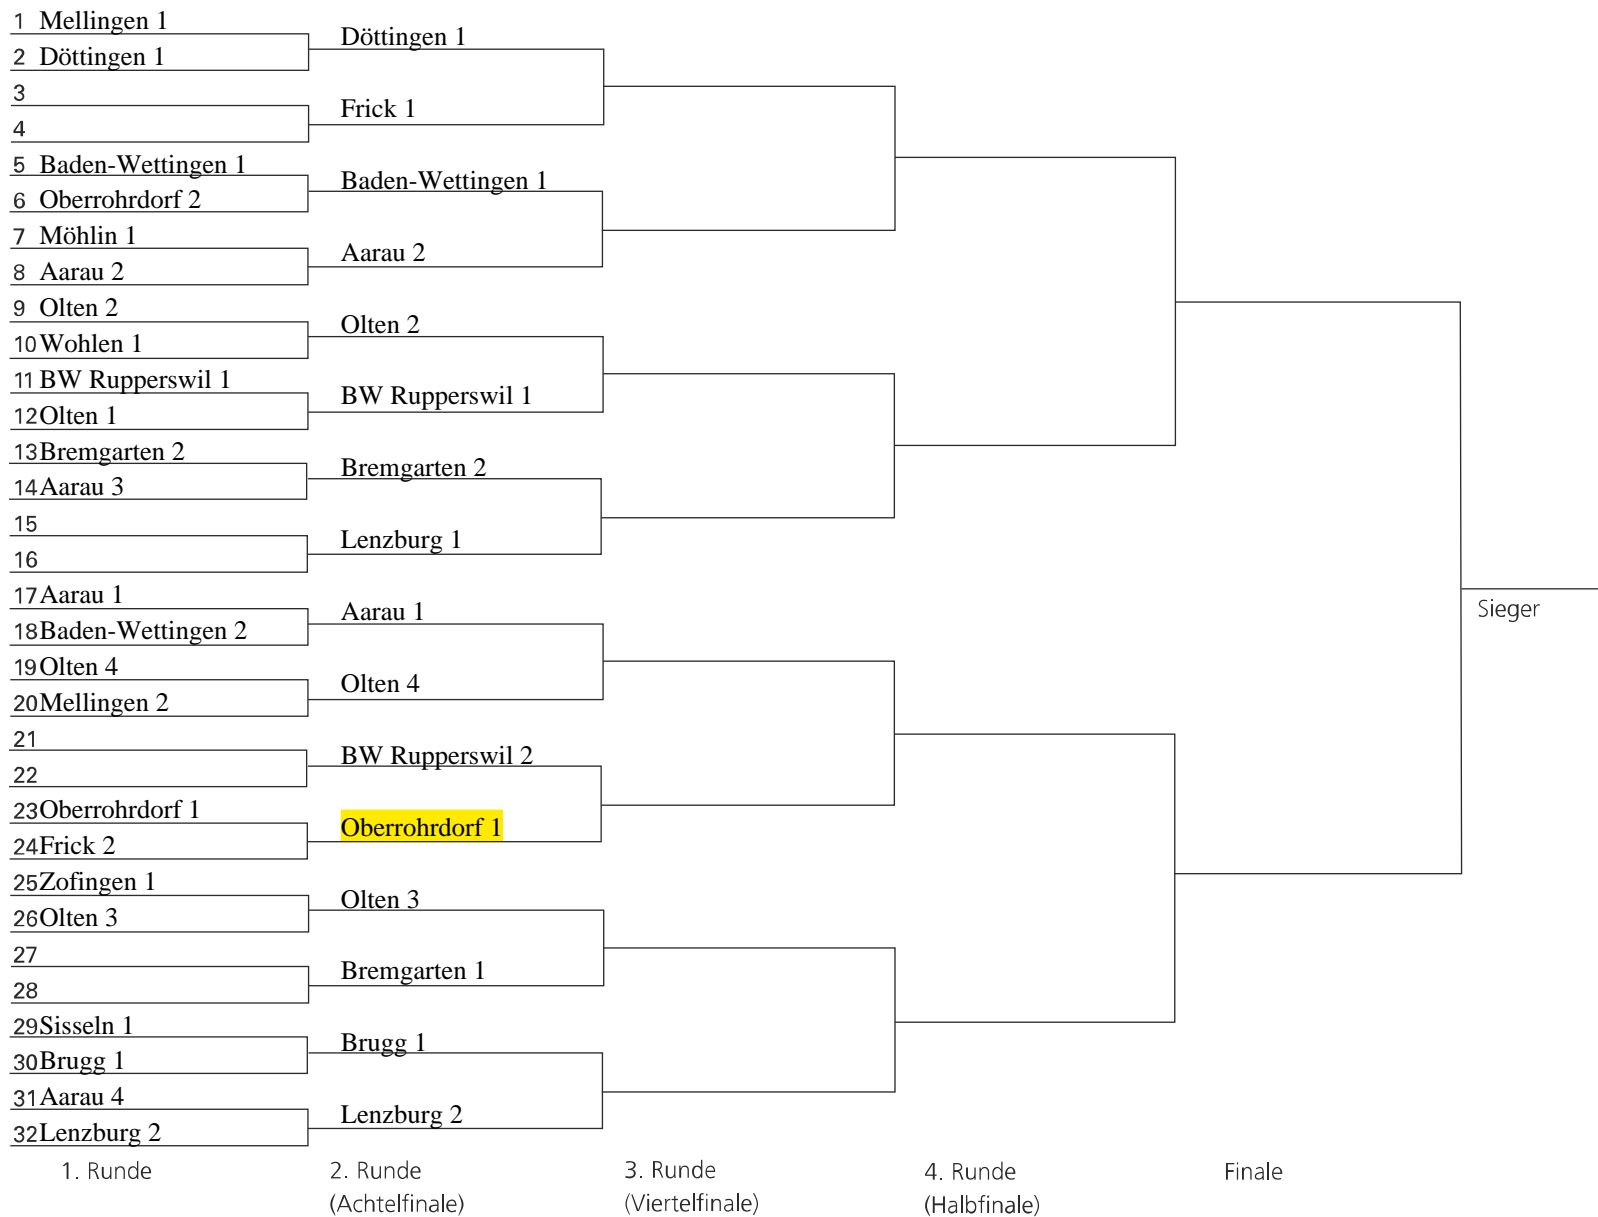 1 Mellingen 1
2 Döttingen 1
3
4
5 Baden-Wettingen 1
6 Oberrohrdorf 2
7 Möhlin 1
8 Aarau 2
9 Olten 2
10 Wohlen 1
11 BW Rupperswil 1
12 Olten 1
13 Bremgarten 2
14 Aarau 3
15
16
17 Aarau 1
18 Baden-Wettingen 2
19 Olten 4
20 Mellingen 2
21
22
23 Oberrohrdorf 1
24 Frick 2
25 Zofingen 1
26 Olten 3
27
28
29 Sisseln 1
30 Brugg 1
31 Aarau 4
32 Lenzburg 2
1. Runde
Döttingen 1
Frick 1
Baden-Wettingen 1
Aarau 2
Olten 2
BW Rupperswil 1
Bremgarten 2
Lenzburg 1
Aarau 1
Olten 4
BW Rupperswil 2
Oberrohrdorf 1
Olten 3
Bremgarten 1
Brugg 1
Lenzburg 2
2. Runde
(Achtelfinale)
3. Runde
(Viertelfinale)
4. Runde
(Halbfinale)
Finale
Sieger